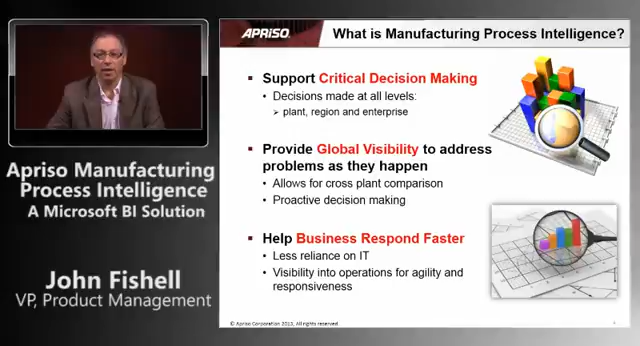 APRISO
What is Manufacturing Process Intelligence?
Support Critical Decision Making
Decisions made at all levels:
plant, region and enterprise
Provide Global Visibility to address
problems as they happen
Allows for cross plant comparison
Proactive decision making
Help Business Respond Faster
Less reliance on IT
Visibility into operations for agility and
responsiveness
Apriso Manufacturing
Process Intelligence
A Microsoft BI Solution
John Fishell
VP, Product Management
© Apriso Corporation 2013, All rights reserved